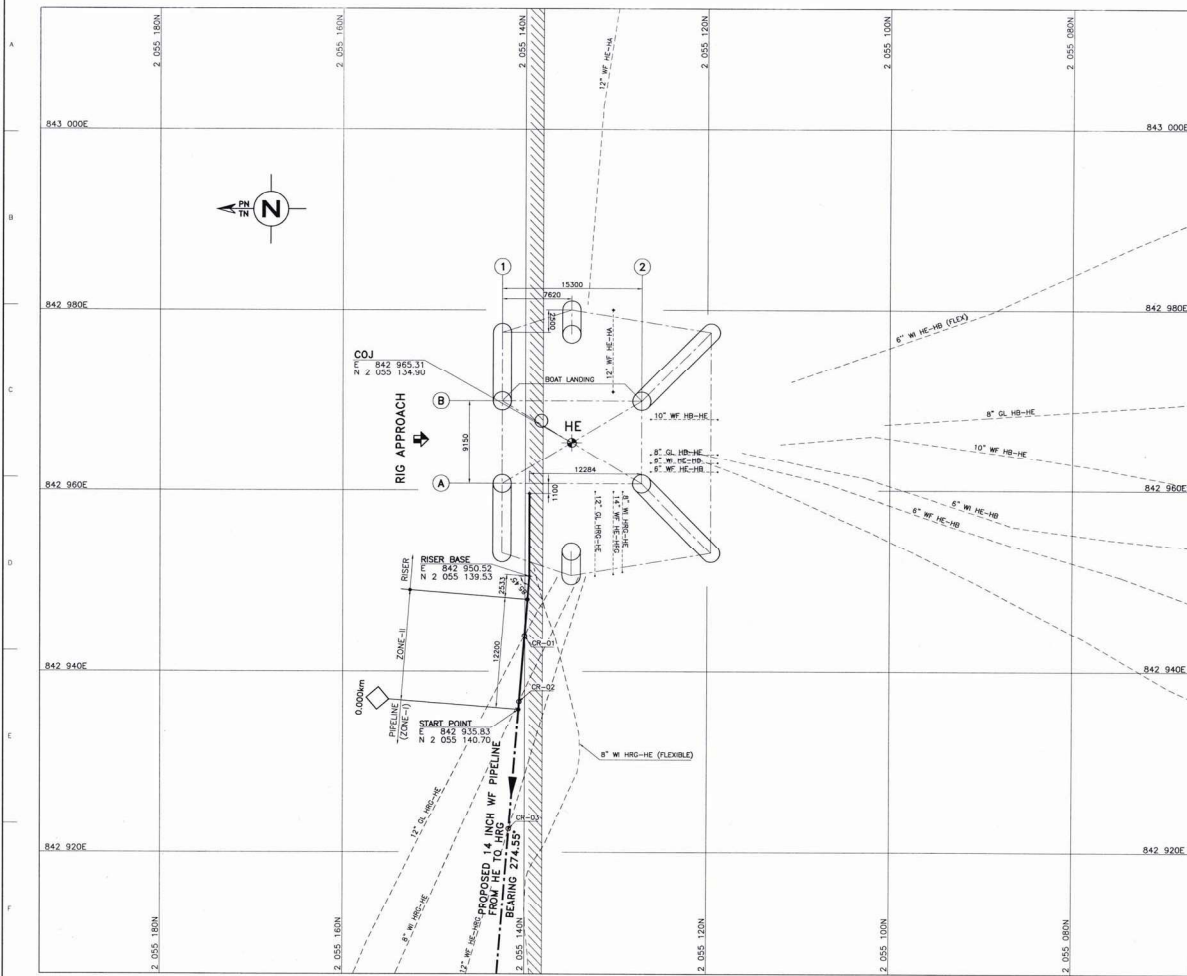 A
B
C
D
E
F
2 055 180N
2 055 160N
2 055 140N
2 055 120N
2 055 100N
2 055 080N
12" WF HE-HA
843 000E
843 000E
PN
TN
N
1
2
15300
7620
842 980E
842 980E
2500
12" WF HE-HA
6" WI HE-HB (FLEX)
COJ
E 842 965.31
N 2 055 134.90
BOAT LANDING
B
RIG APPROACH
9150
HE
10" WF HB-HE
8" GL HB-HE
6" WF HE-HB
8" GL HB-HE
10" WF HB-HE
12284
A
1100
842 960E
842 960E
12" GL HRG-HE
14" WF HE-HRG
8" WI HRG-HE
6" WI HE-HB
6" WF HE-HB
RISER
RISER BASE
E 842 950.52
N 2 055 139.53
2533
ZONE-II
12200
CR-01
842 940E
842 940E
0.000km
CR-02
PIPELINE
(ZONE-I)
START POINT
E 842 935.83
N 2 055 140.70
8" WI HRG-HE (FLEXIBLE)
12" GL HRG-HE
CR-03
PROPOSED 14 INCH WF PIPELINE
FROM HE TO HRG
BEARING 274.55°
842 920E
842 920E
8" WI HRG-HE
12" WF HE-HRG
2 055 180N
2 055 160N
2 055 140N
2 055 120N
2 055 100N
2 055 080N